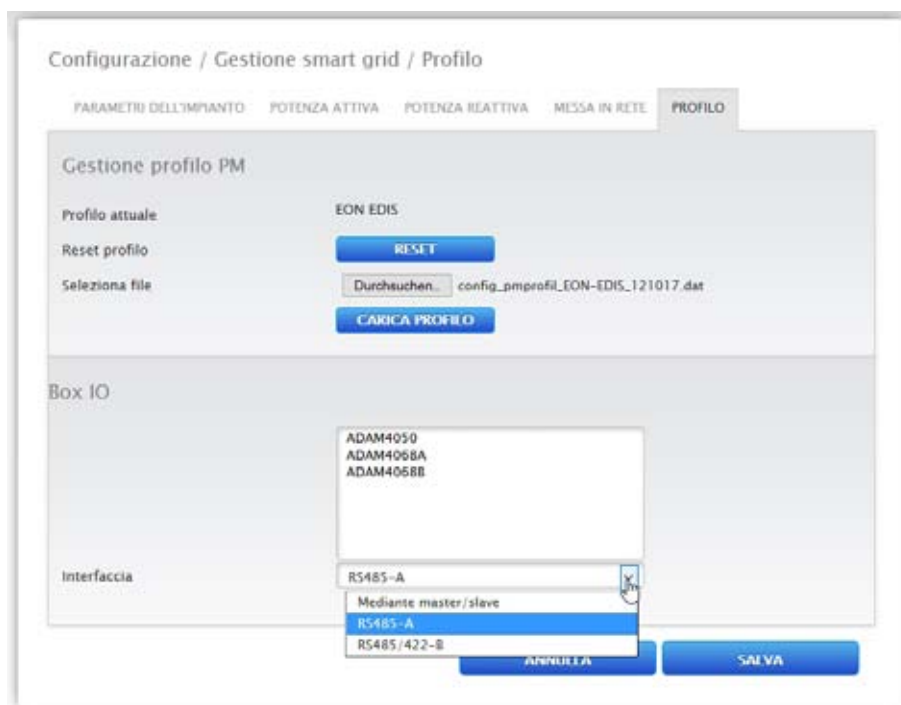 Configurazione / Gestione smart grid / Profilo
PARAMETRI DELL'IMPIANTO POTENZA ATTIVA POTENZA REATTIVA MESSA IN RETE PROFILO
Gestione profilo PM
Profilo attuale EON EDIS
Reset profilo RESET
Seleziona file Durchsuchen... config_pmprofil_EON-EDIS_121017.dat
CARICA PROFILO
Box IO
ADAM4050
ADAM4068A
ADAM4068B
Interfaccia RS485-A
Mediante master/slave
RS485-A
RS485/422-B
ANNULLA SALVA